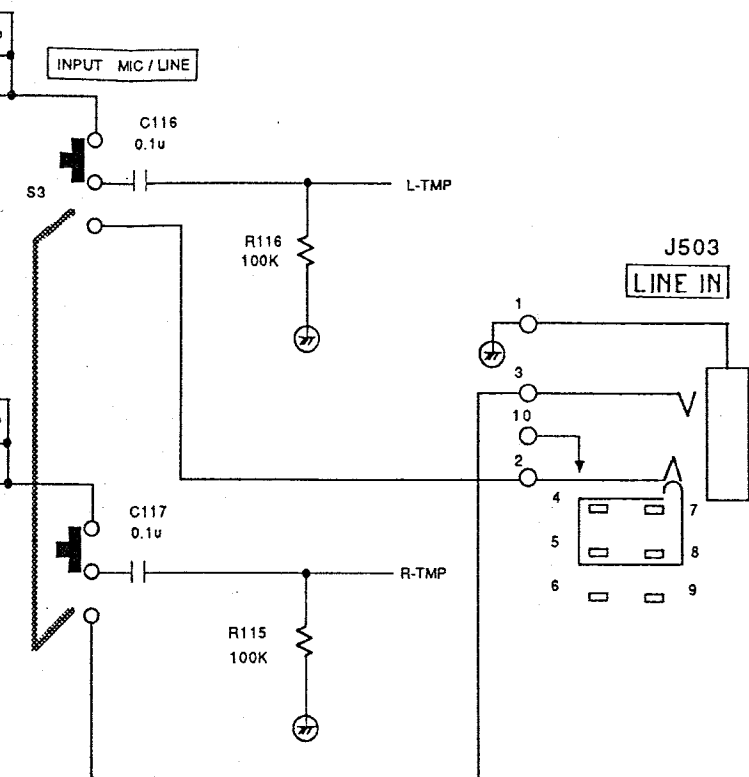 INPUT MIC / LINE
C116
0.1u
S3
L-TMP
R116
100K
J503
LINE IN
1
3
10
2
4
7
5
8
6
9
C117
0.1u
R-TMP
R115
100K